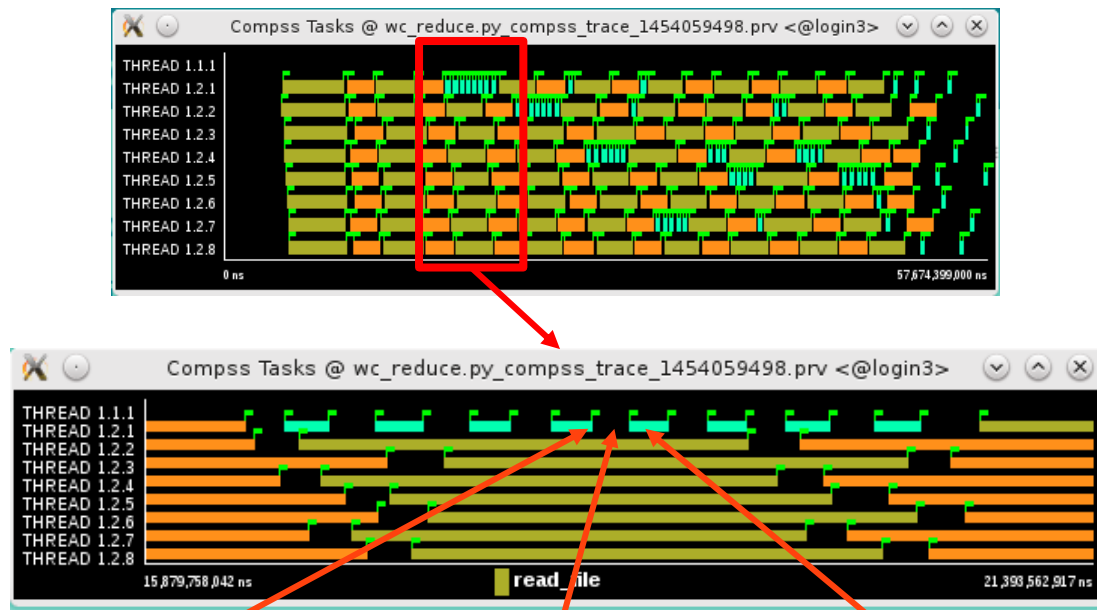 Compss Tasks @ wc_reduce.py_compss_trace_1454059498.prv <@login3>
THREAD 1.1.1
THREAD 1.2.1
THREAD 1.2.2
THREAD 1.2.3
THREAD 1.2.4
THREAD 1.2.5
THREAD 1.2.6
THREAD 1.2.7
THREAD 1.2.8
0 ns 57,674,399,000 ns
Compss Tasks @ wc_reduce.py_compss_trace_1454059498.prv <@login3>
THREAD 1.1.1
THREAD 1.2.1
THREAD 1.2.2
THREAD 1.2.3
THREAD 1.2.4
THREAD 1.2.5
THREAD 1.2.6
THREAD 1.2.7
THREAD 1.2.8
15,879,758,042 ns read_file 21,393,562,917 ns